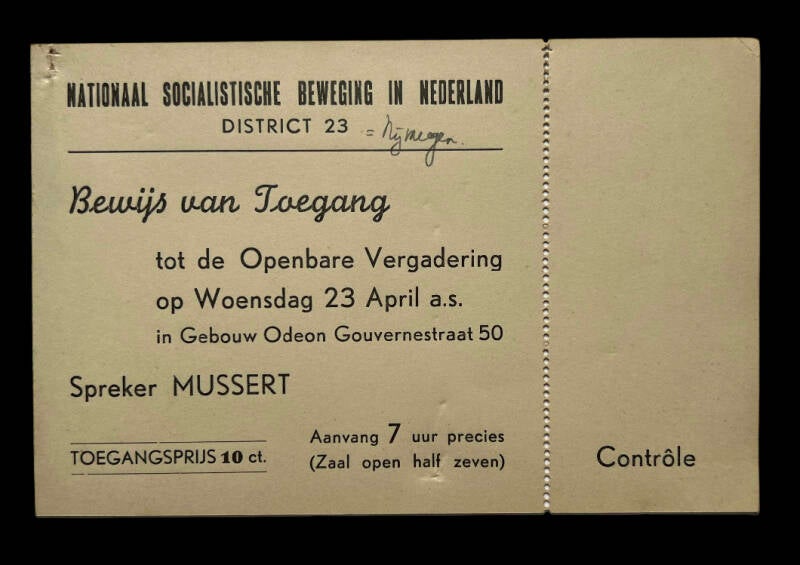 NATIONAAL SOCIALISTISCHE BEWEGING IN NEDERLAND
DISTRICT 23 = Nijmegen.
Bewijs van Toegang
tot de Openbare Vergadering
op Woensdag 23 April a.s.
in Gebouw Odeon Gouvernestraat 50
Spreker MUSSERT
Aanvang 7 uur precies
TOEGANGSPRIJS 10 ct.
(Zaal open half zeven)
Contrôle